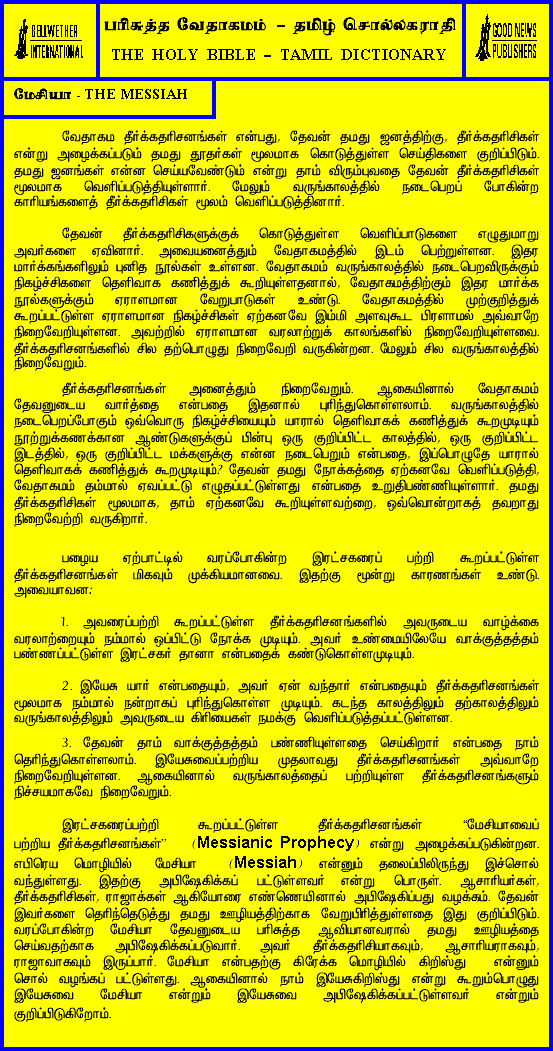 BELLWETHER
INTERNATIONAL
பரிசுத்த வேதாகமம் – தமிழ் சொல்லகராதி
THE HOLY BIBLE – TAMIL DICTIONARY
GOOD NEWS
PUBLISHERS
மேசியா - THE MESSIAH
வேதாகம தீர்க்கதரிசனங்கள் என்பது, தேவன் தமது ஜனத்திற்கு, தீர்க்கதரிசிகள்
என்று அழைக்கப்படும் தமது தூதர்கள் மூலமாக கொடுத்துள்ள செய்திகளை குறிப்பிடும்.
தமது ஜனங்கள் என்ன செய்யவேண்டும் என்று தாம் விரும்புவதை தேவன் தீர்க்கதரிசிகள்
மூலமாக வெளிப்படுத்தியுள்ளார். மேலும் வருங்காலத்தில் நடைபெறப் போகின்ற
காரியங்களைத் தீர்க்கதரிசிகள் மூலம் வெளிப்படுத்தினார்.
தேவன் தீர்க்கதரிசிகளுக்குக் கொடுத்துள்ள வெளிப்பாடுகளை எழுதுமாறு
அவர்களை ஏவினார். அவையனைத்தும் வேதாகமத்தில் இடம் பெற்றுள்ளன. இதர
மார்க்கங்களிலும் புனித நூல்கள் உள்ளன. வேதாகமம் வருங்காலத்தில் நடைபெறவிருக்கும்
நிகழ்ச்சிகளை தெளிவாக கணித்துக் கூறியுள்ளதனால், வேதாகமத்திற்கும் இதர மார்க்க
நூல்களுக்கும் ஏராளமான வேறுபாடுகள் உண்டு. வேதாகமத்தில் முற்குறித்துக்
கூறப்பட்டுள்ள ஏராளமான நிகழ்ச்சிகள் ஏற்கனவே இம்மி அளவுகூட பிரளாமல் அவ்வாறே
நிறைவேறியுள்ளன. அவற்றில் ஏராளமான வரலாற்றுக் காலங்களில் நிறைவேறியுள்ளவை.
தீர்க்கதரிசனங்களில் சில தற்பொழுது நிறைவேறி வருகின்றன. மேலும் சில வருங்காலத்தில்
நிறைவேறும்.
தீர்க்கதரிசனங்கள் அனைத்தும் நிறைவேறும். ஆகையினால் வேதாகமம்
தேவனுடைய வார்த்தை என்பதை இதனால் புரிந்துகொள்ளலாம். வருங்காலத்தில்
நடைபெறப்போகும் ஒவ்வொரு நிகழ்ச்சியையும் யாரால் தெளிவாகக் கணித்துக் கூறமுடியும்
நூற்றுக்கணக்கான ஆண்டுகளுக்குப் பின்பு ஒரு குறிப்பிட்ட காலத்தில், ஒரு குறிப்பிட்ட
இடத்தில், ஒரு குறிப்பிட்ட மக்களுக்கு என்ன நடைபெறும் என்பதை, இப்பொழுதே யாரால்
தெளிவாகக் கணித்துக் கூறமுடியும்? தேவன் தமது நோக்கத்தை ஏற்கனவே வெளிப்படுத்தி,
வேதாகமம் தம்மால் ஏவப்பட்டு எழுதப்பட்டுள்ளது என்பதை உறுதிபண்ணியுள்ளார். தமது
தீர்க்கதரிசிகள் மூலமாக, தாம் ஏற்கனவே கூறியுள்ளவற்றை, ஒவ்வொன்றாகத் தவறாது
நிறைவேற்றி வருகிறார்.
பழைய ஏற்பாட்டில் வரப்போகின்ற இரட்சகரைப் பற்றி கூறப்பட்டுள்ள
தீர்க்கதரிசனங்கள் மிகவும் முக்கியமானவை. இதற்கு மூன்று காரணங்கள் உண்டு.
அவையாவன:
1. அவரைப்பற்றி கூறப்பட்டுள்ள தீர்க்கதரிசனங்களில் அவருடைய வாழ்க்கை
வரலாற்றையும் நம்மால் ஒப்பிட்டு நோக்க முடியும். அவர் உண்மையிலேயே வாக்குத்தத்தம்
பண்ணப்பட்டுள்ள இரட்சகர் தானா என்பதைக் கண்டுகொள்ளமுடியும்.
2. இயேசு யார் என்பதையும், அவர் ஏன் வந்தார் என்பதையும் தீர்க்கதரிசனங்கள்
மூலமாக நம்மால் நன்றாகப் புரிந்துகொள்ள முடியும். கடந்த காலத்திலும் தற்காலத்திலும்
வருங்காலத்திலும் அவருடைய கிரியைகள் நமக்கு வெளிப்படுத்தப்பட்டுள்ளன.
3. தேவன் தாம் வாக்குத்தத்தம் பண்ணியுள்ளதை செய்கிறார் என்பதை நாம்
தெரிந்துகொள்ளலாம். இயேசுவைப்பற்றிய முதலாவது தீர்க்கதரிசனங்கள் அவ்வாறே
நிறைவேறியுள்ளன. ஆகையினால் வருங்காலத்தைப் பற்றியுள்ள தீர்க்கதரிசனங்களும்
நிச்சயமாகவே நிறைவேறும்.
இரட்சகரைப்பற்றி கூறப்பட்டுள்ள தீர்க்கதரிசனங்கள் “மேசியாவைப்
பற்றிய தீர்க்கதரிசனங்கள்” (Messianic Prophecy) என்று அழைக்கப்படுகின்றன.
எபிரெய மொழியில் மேசியா (Messiah) என்னும் தலைப்பிலிருந்து இச்சொல்
வந்துள்ளது. இதற்கு அபிஷேகிக்கப் பட்டுள்ளவர் என்று பொருள். ஆசாரியர்கள்,
தீர்க்கதரிசிகள், ராஜாக்கள் ஆகியோரை எண்ணெயினால் அபிஷேகிப்பது வழக்கம். தேவன்
இவர்களை தெரிந்தெடுத்து தமது ஊழியத்திற்காக வேறுபிரித்துள்ளதை இது குறிப்பிடும்.
வரப்போகின்ற மேசியா தேவனுடைய பரிசுத்த ஆவியானவரால் தமது ஊழியத்தை
செய்வதற்காக அபிஷேகிக்கப்படுவார். அவர் தீர்க்கதரிசியாகவும், ஆசாரியராகவும்,
ராஜாவாகவும் இருப்பார். மேசியா என்பதற்கு கிரேக்க மொழியில் கிறிஸ்து என்னும்
சொல் வழங்கப் பட்டுள்ளது. ஆகையினால் நாம் இயேசுகிறிஸ்து என்று கூறும்பொழுது
இயேசுவை மேசியா என்றும் இயேசுவை அபிஷேகிக்கப்பட்டுள்ளவர் என்றும்
குறிப்பிடுகிறோம்.